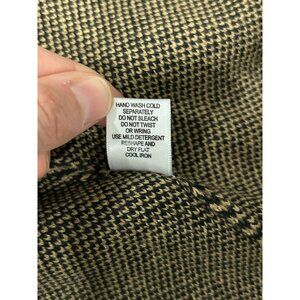 HAND WASH COLD
SEPARATELY
DO NOT BLEACH
DO NOT TWIST
OR WRING
USE MILD DETERGENT
RESHAPE AND
DRY FLAT
COOL IRON